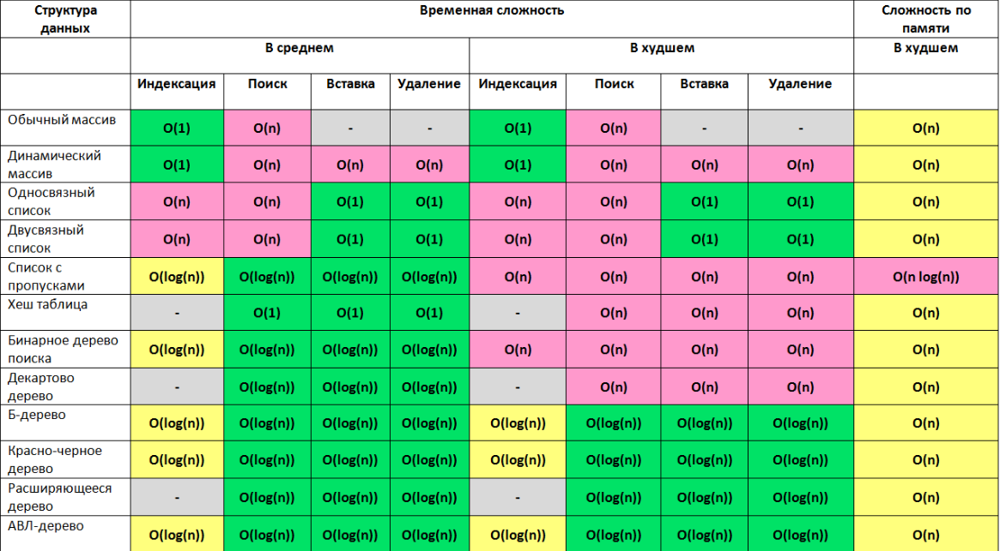 Структура данных Временная сложность Сложность по памяти
В среднем В худшем В худшем
Индексация Поиск Вставка Удаление Индексация Поиск Вставка Удаление
Обычный массив O(1) O(n) - - O(1) O(n) - - O(n)
Динамический массив O(1) O(n) O(n) O(n) O(1) O(n) O(n) O(n) O(n)
Односвязный список O(n) O(n) O(1) O(1) O(n) O(n) O(1) O(1) O(n)
Двусвязный список O(n) O(n) O(1) O(1) O(n) O(n) O(1) O(1) O(n)
Список с пропусками O(log(n)) O(log(n)) O(log(n)) O(log(n)) O(n) O(n) O(n) O(n) O(n log(n))
Хеш таблица - O(1) O(1) O(1) - O(n) O(n) O(n) O(n)
Бинарное дерево поиска O(log(n)) O(log(n)) O(log(n)) O(log(n)) O(n) O(n) O(n) O(n) O(n)
Декартово дерево - O(log(n)) O(log(n)) O(log(n)) - O(n) O(n) O(n) O(n)
Б-дерево O(log(n)) O(log(n)) O(log(n)) O(log(n)) O(log(n)) O(log(n)) O(log(n)) O(log(n)) O(n)
Красно-черное дерево O(log(n)) O(log(n)) O(log(n)) O(log(n)) O(log(n)) O(log(n)) O(log(n)) O(log(n)) O(n)
Расширяющееся дерево - O(log(n)) O(log(n)) O(log(n)) - O(log(n)) O(log(n)) O(log(n)) O(n)
АВЛ-дерево O(log(n)) O(log(n)) O(log(n)) O(log(n)) O(log(n)) O(log(n)) O(log(n)) O(log(n)) O(n)